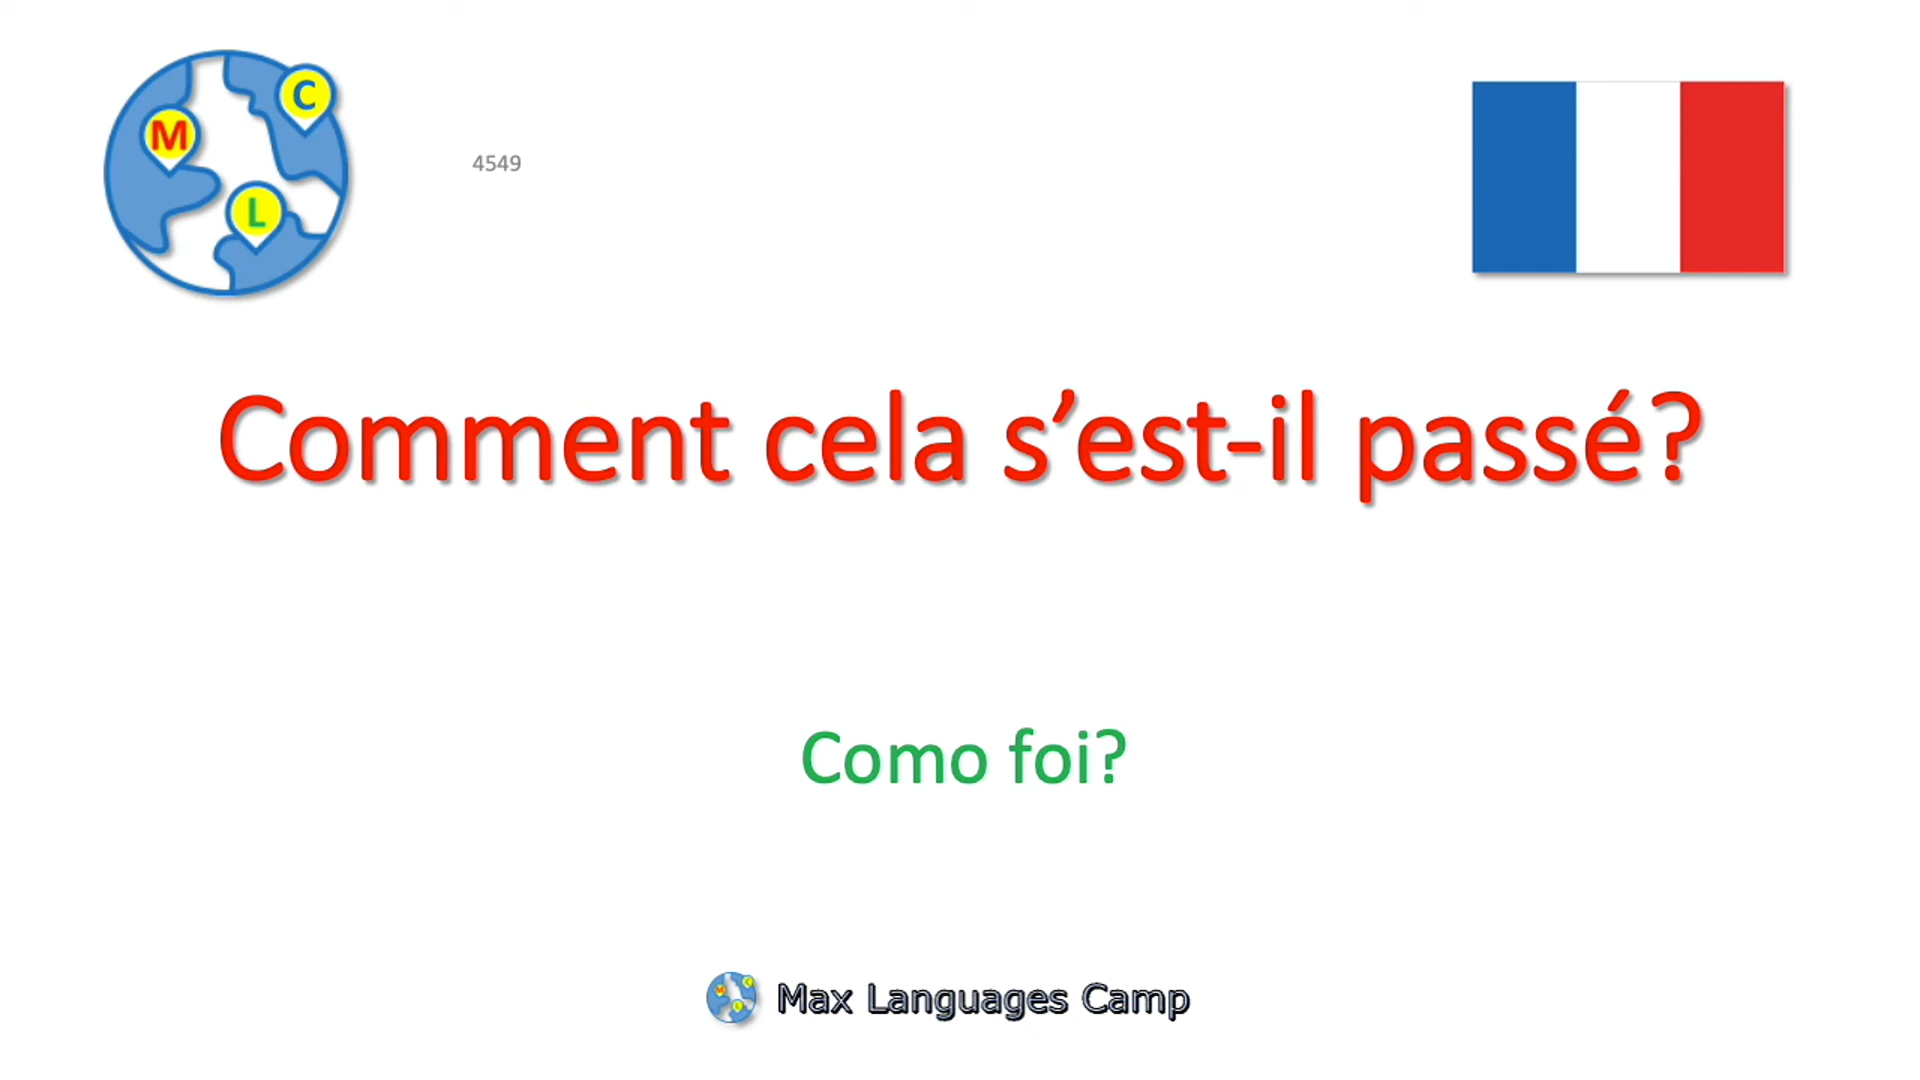 M
C
L
4549
Comment cela s’est-il passé?
Como foi?
Max Languages Camp